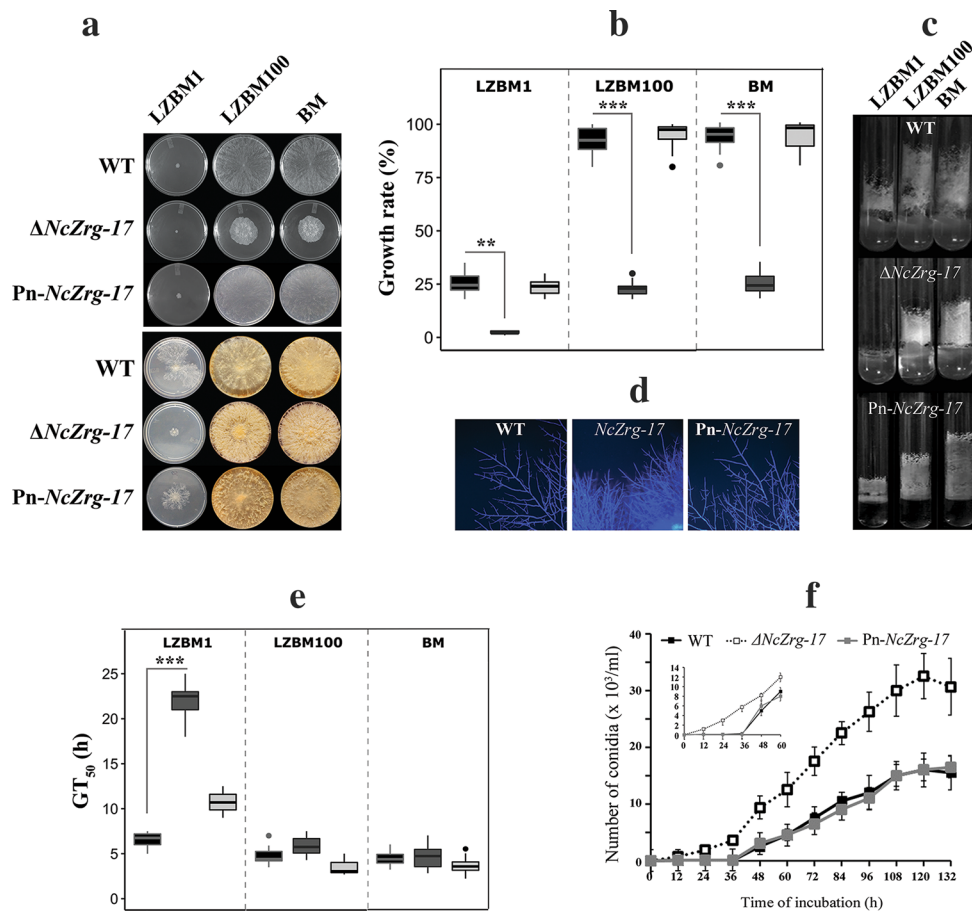 a
LZBM1 LZBM100 BM
WT
ΔNcZrg-17
Pn-NcZrg-17
WT
ΔNcZrg-17
Pn-NcZrg-17
b
LZBM1 LZBM100 BM
Growth rate (%)
100
75
50
25
0
** *** ***
c
LZBM1 LZBM100 BM
WT
ΔNcZrg-17
Pn-NcZrg-17
d
WT NcZrg-17 Pn-NcZrg-17
e
LZBM1 LZBM100 BM
GT50 (h)
25
20
15
10
5
0
***
f
WT ΔNcZrg-17 Pn-NcZrg-17
Number of conidia (x 10³/ml)
40
30
20
10
0
14
12
10
8
6
4
2
0
0 12 24 36 48 60
0 12 24 36 48 60 72 84 96 108 120 132
Time of incubation (h)